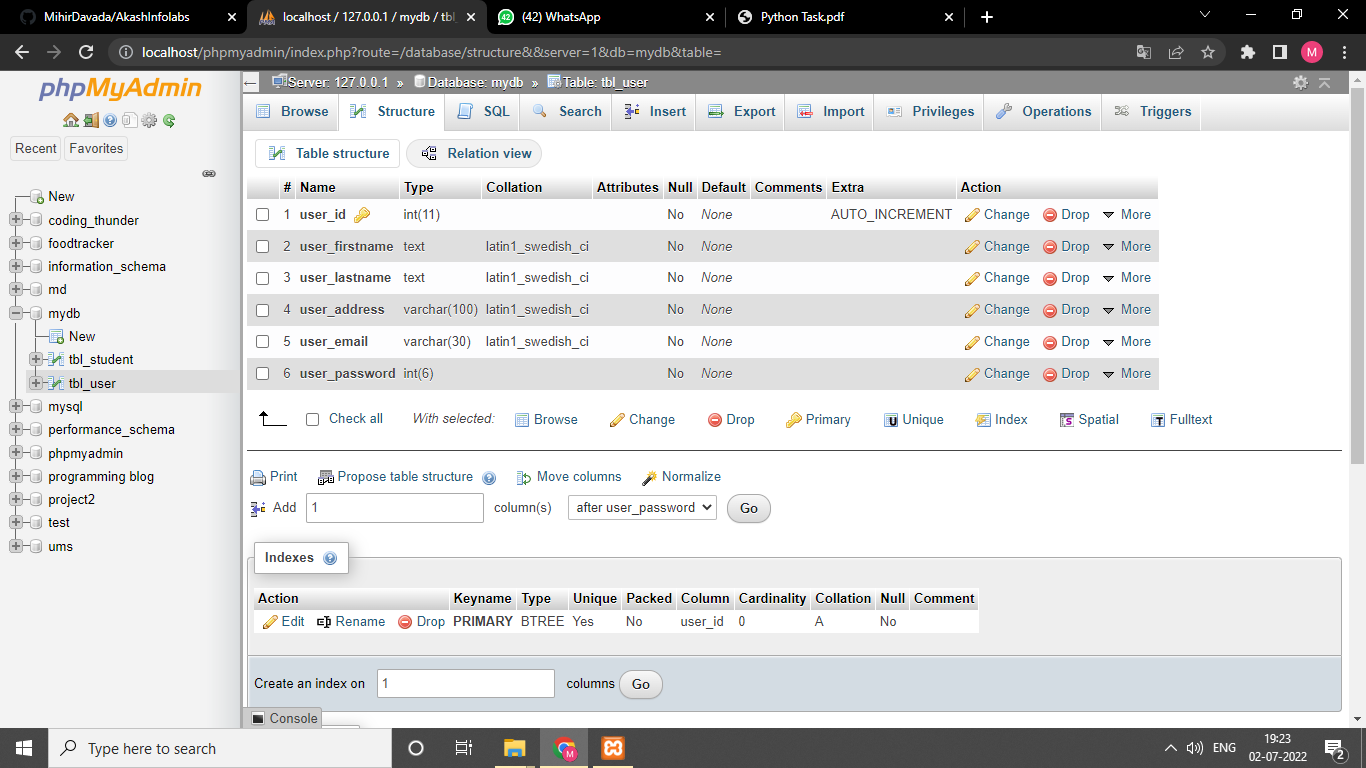 MihirDavada/AkashInfolabs
localhost / 127.0.0.1 / mydb / tbl_
(42) WhatsApp
Python Task.pdf
localhost/phpmyadmin/index.php?route=/database/structure&&server=1&db=mydb&table=
M
phpMyAdmin
Recent Favorites
New
coding_thunder
foodtracker
information_schema
md
mydb
New
tbl_student
tbl_user
mysql
performance_schema
phpmyadmin
programming blog
project2
test
ums
Server: 127.0.0.1 » Database: mydb » Table: tbl_user
Browse Structure SQL Search Insert Export Import Privileges Operations Triggers
Table structure Relation view
# Name Type Collation Attributes Null Default Comments Extra Action
1 user_id int(11) No None AUTO_INCREMENT Change Drop More
2 user_firstname text latin1_swedish_ci No None Change Drop More
3 user_lastname text latin1_swedish_ci No None Change Drop More
4 user_address varchar(100) latin1_swedish_ci No None Change Drop More
5 user_email varchar(30) latin1_swedish_ci No None Change Drop More
6 user_password int(6) No None Change Drop More
Check all With selected: Browse Change Drop Primary Unique Index Spatial Fulltext
Print Propose table structure Move columns Normalize
Add 1 column(s) after user_password Go
Indexes
Action Keyname Type Unique Packed Column Cardinality Collation Null Comment
Edit Rename Drop PRIMARY BTREE Yes No user_id 0 A No
Create an index on 1 columns Go
Console
Type here to search
ENG
19:23
02-07-2022
2